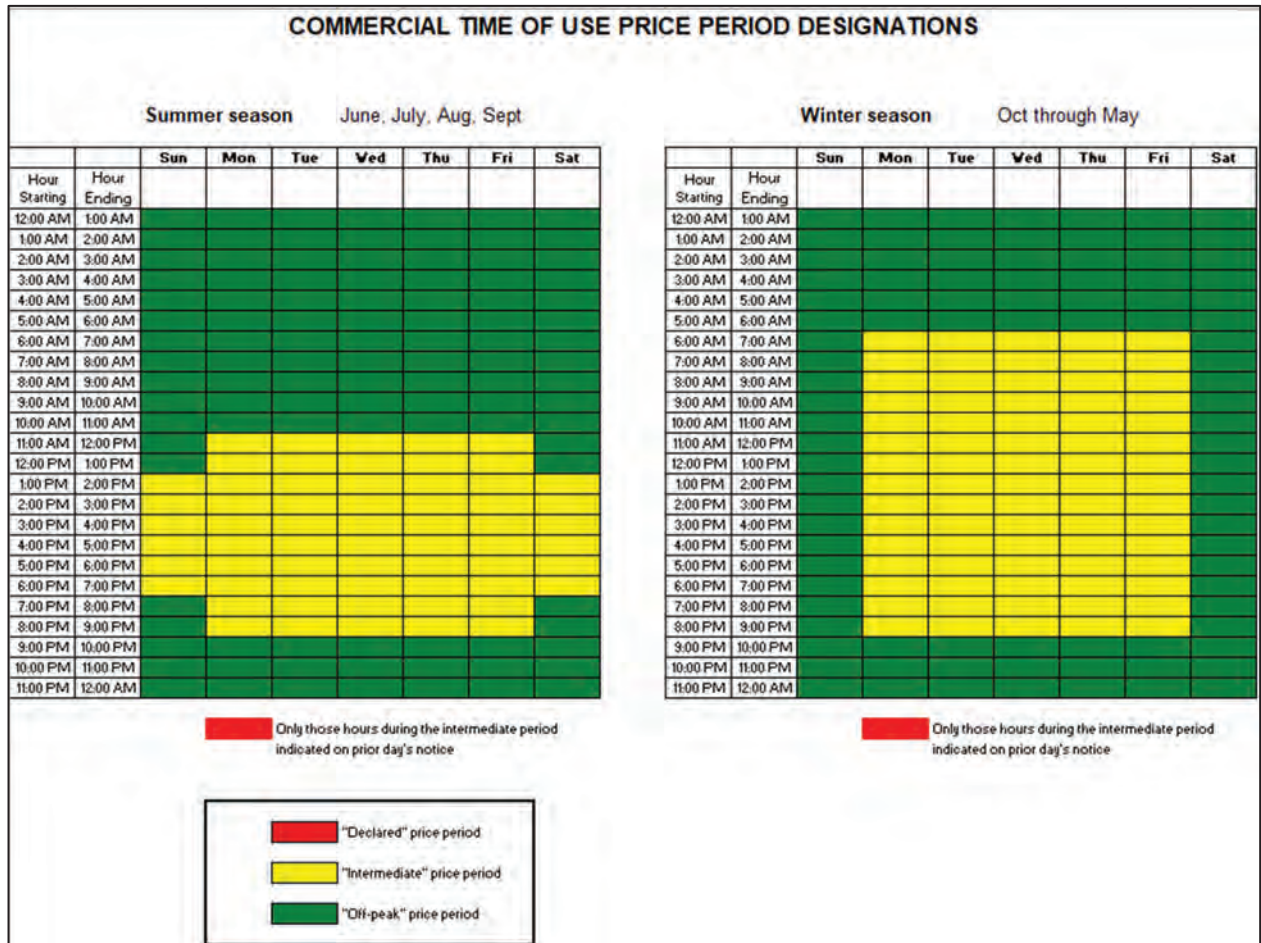 COMMERCIAL TIME OF USE PRICE PERIOD DESIGNATIONS
Summer season June, July, Aug, Sept
Sun Mon Tue Wed Thu Fri Sat
Hour Starting Hour Ending
12:00 AM 1:00 AM
1:00 AM 2:00 AM
2:00 AM 3:00 AM
3:00 AM 4:00 AM
4:00 AM 5:00 AM
5:00 AM 6:00 AM
6:00 AM 7:00 AM
7:00 AM 8:00 AM
8:00 AM 9:00 AM
9:00 AM 10:00 AM
10:00 AM 11:00 AM
11:00 AM 12:00 PM
12:00 PM 1:00 PM
1:00 PM 2:00 PM
2:00 PM 3:00 PM
3:00 PM 4:00 PM
4:00 PM 5:00 PM
5:00 PM 6:00 PM
6:00 PM 7:00 PM
7:00 PM 8:00 PM
8:00 PM 9:00 PM
9:00 PM 10:00 PM
10:00 PM 11:00 PM
11:00 PM 12:00 AM
Only those hours during the intermediate period
indicated on prior day's notice
Winter season Oct through May
Sun Mon Tue Wed Thu Fri Sat
Hour Starting Hour Ending
12:00 AM 1:00 AM
1:00 AM 2:00 AM
2:00 AM 3:00 AM
3:00 AM 4:00 AM
4:00 AM 5:00 AM
5:00 AM 6:00 AM
6:00 AM 7:00 AM
7:00 AM 8:00 AM
8:00 AM 9:00 AM
9:00 AM 10:00 AM
10:00 AM 11:00 AM
11:00 AM 12:00 PM
12:00 PM 1:00 PM
1:00 PM 2:00 PM
2:00 PM 3:00 PM
3:00 PM 4:00 PM
4:00 PM 5:00 PM
5:00 PM 6:00 PM
6:00 PM 7:00 PM
7:00 PM 8:00 PM
8:00 PM 9:00 PM
9:00 PM 10:00 PM
10:00 PM 11:00 PM
11:00 PM 12:00 AM
Only those hours during the intermediate period
indicated on prior day's notice
"Declared" price period
"Intermediate" price period
"Off-peak" price period